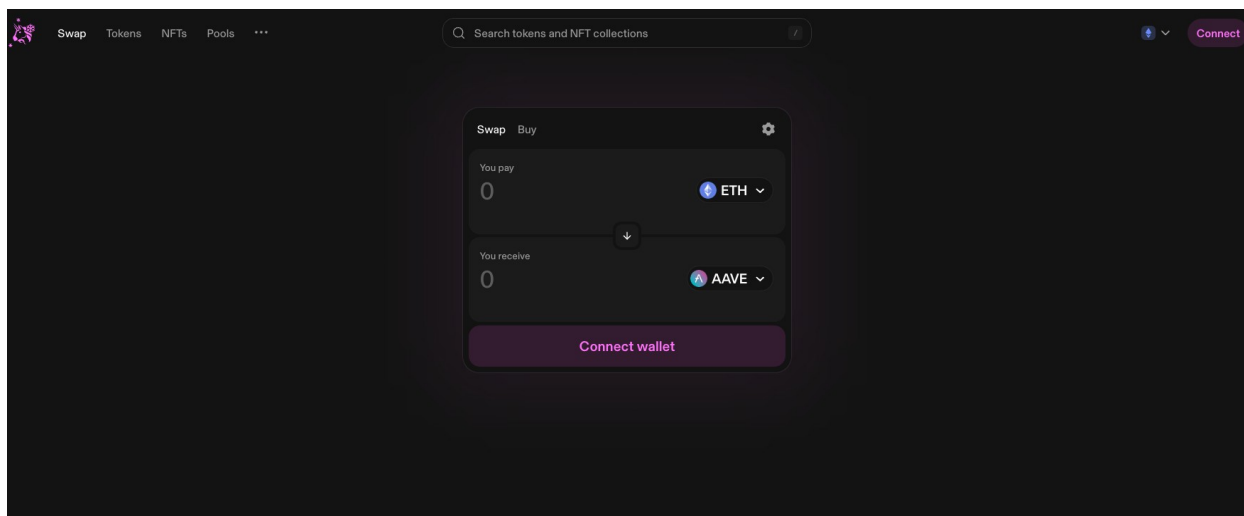 Swap Tokens NFTs Pools ... Search tokens and NFT collections / Connect
Swap Buy
You pay
0 ETH
You receive
0 AAVE
Connect wallet